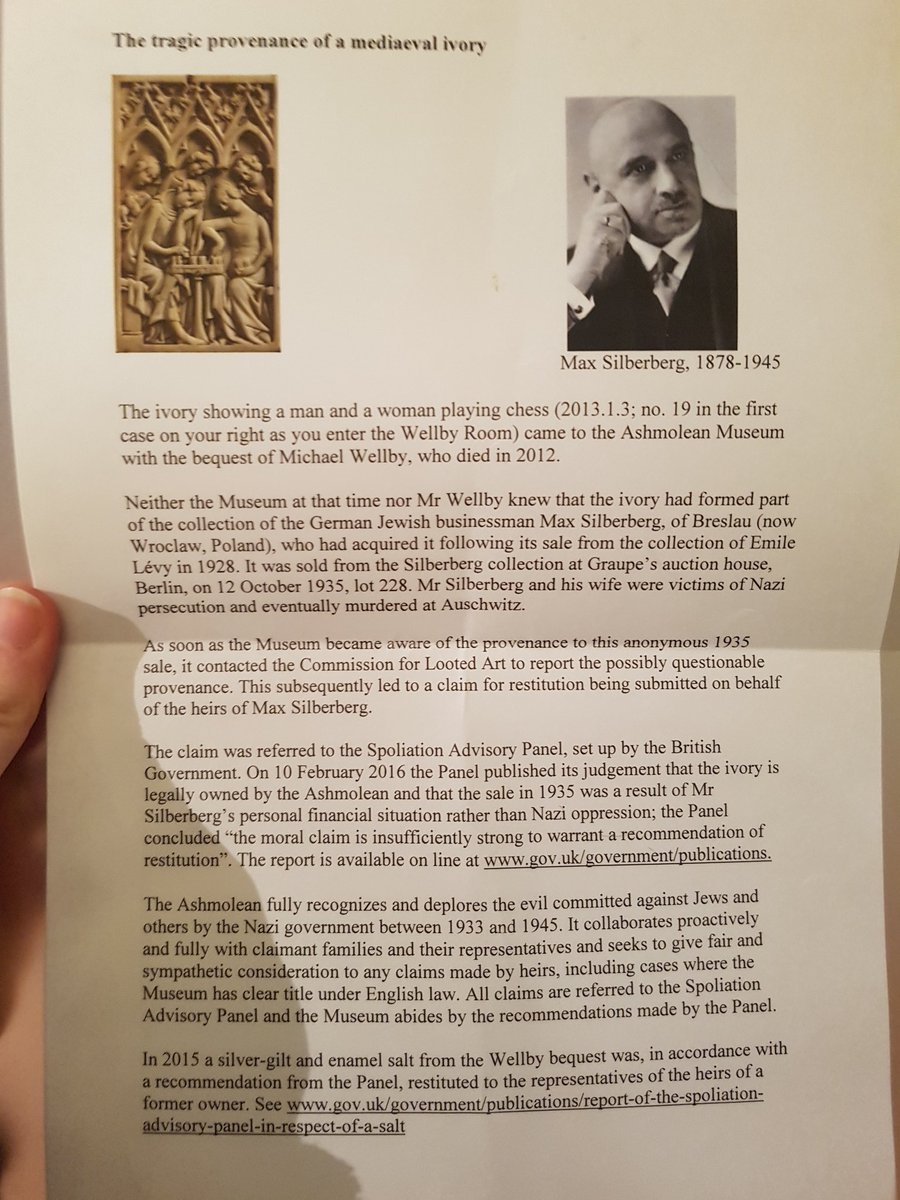 The tragic provenance of a mediaeval ivory
Max Silberberg, 1878-1945
The ivory showing a man and a woman playing chess (2013.1.3; no. 19 in the first
case on your right as you enter the Wellby Room) came to the Ashmolean Museum
with the bequest of Michael Wellby, who died in 2012.
Neither the Museum at that time nor Mr Wellby knew that the ivory had formed part
of the collection of the German Jewish businessman Max Silberberg, of Breslau (now
Wroclaw, Poland), who had acquired it following its sale from the collection of Emile
Lévy in 1928. It was sold from the Silberberg collection at Graupe's auction house,
Berlin, on 12 October 1935, lot 228. Mr Silberberg and his wife were victims of Nazi
persecution and eventually murdered at Auschwitz.
As soon as the Museum became aware of the provenance to this anonymous 1935
sale, it contacted the Commission for Looted Art to report the possibly questionable
provenance. This subsequently led to a claim for restitution being submitted on behalf
of the heirs of Max Silberberg.
The claim was referred to the Spoliation Advisory Panel, set up by the British
Government. On 10 February 2016 the Panel published its judgement that the ivory is
legally owned by the Ashmolean and that the sale in 1935 was a result of Mr
Silberberg's personal financial situation rather than Nazi oppression; the Panel
concluded “the moral claim is insufficiently strong to warrant a recommendation of
restitution”. The report is available on line at www.gov.uk/government/publications.
The Ashmolean fully recognizes and deplores the evil committed against Jews and
others by the Nazi government between 1933 and 1945. It collaborates proactively
and fully with claimant families and their representatives and seeks to give fair and
sympathetic consideration to any claims made by heirs, including cases where the
Museum has clear title under English law. All claims are referred to the Spoliation
Advisory Panel and the Museum abides by the recommendations made by the Panel.
In 2015 a silver-gilt and enamel salt from the Wellby bequest was, in accordance with
a recommendation from the Panel, restituted to the representatives of the heirs of a
former owner. See www.gov.uk/government/publications/report-of-the-spoliation-
advisory-panel-in-respect-of-a-salt